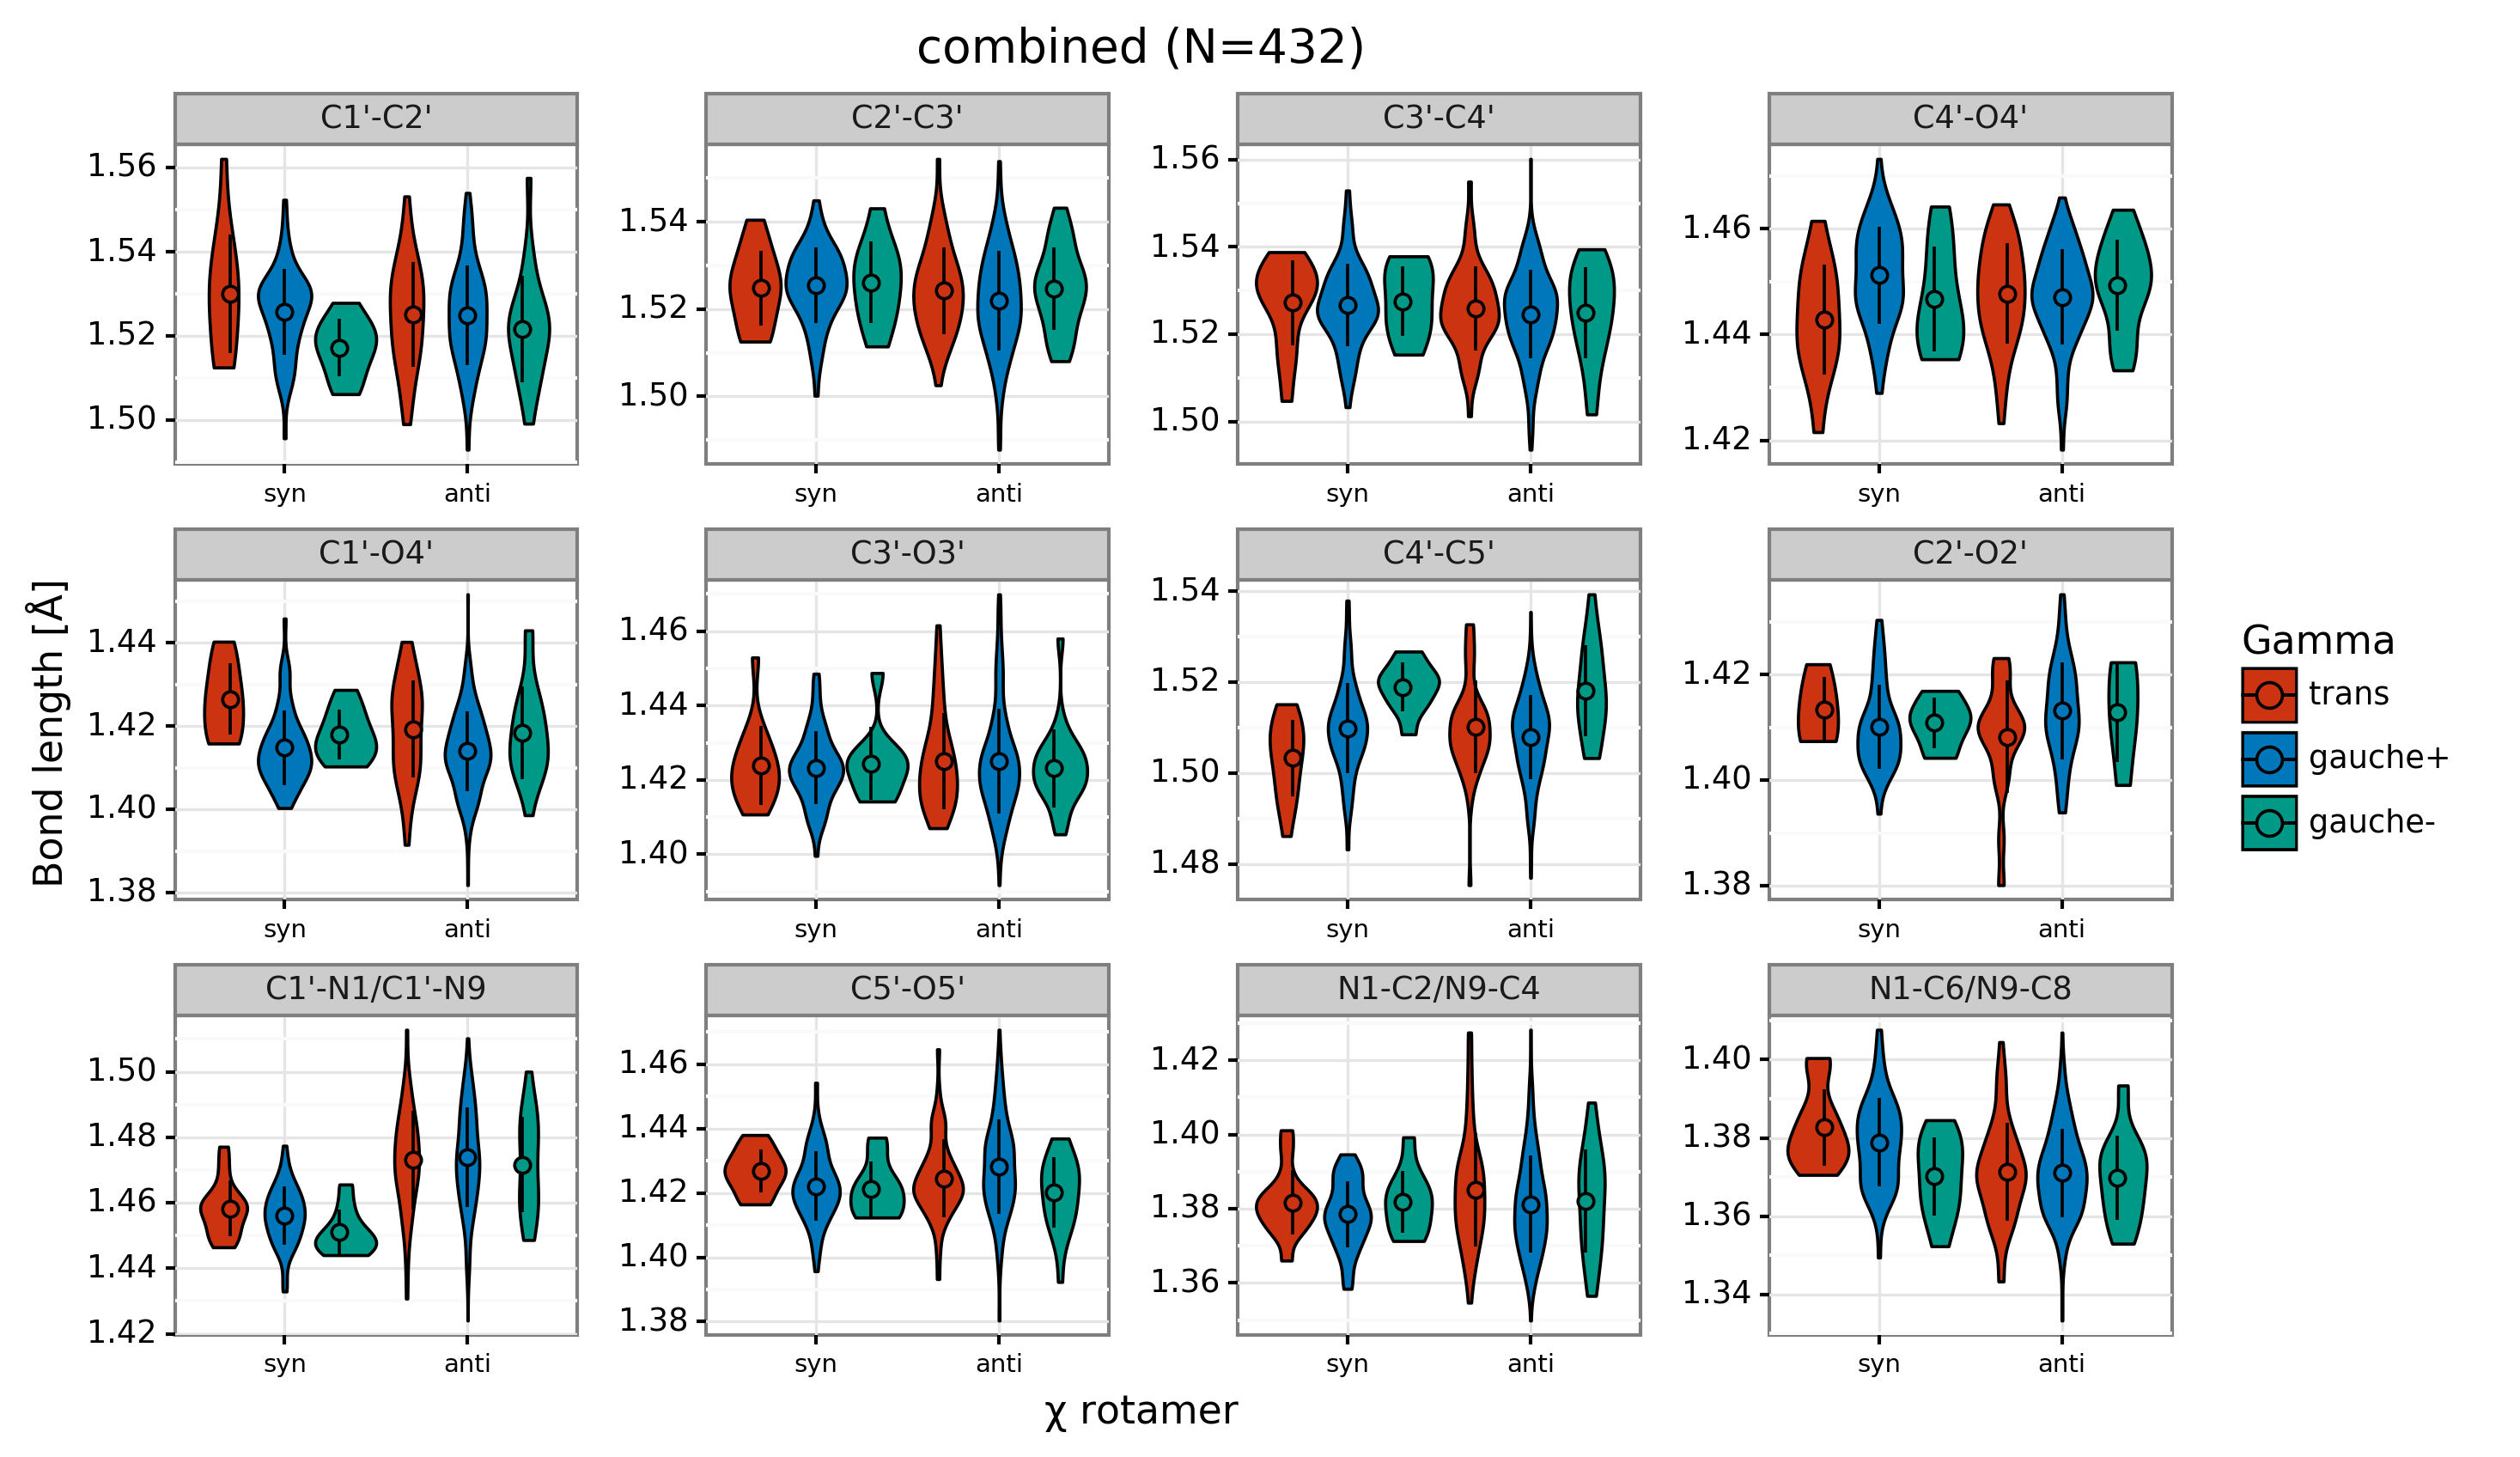 combined (N=432)
C1'-C2'
C2'-C3'
C3'-C4'
C4'-O4'
1.56
1.54
1.52
1.50
1.54
1.52
1.50
1.56
1.54
1.52
1.50
1.46
1.44
1.42
syn anti
syn anti
syn anti
syn anti
C1'-O4'
C3'-O3'
C4'-C5'
C2'-O2'
1.44
1.42
1.40
1.38
1.46
1.44
1.42
1.40
1.54
1.52
1.50
1.48
1.42
1.40
1.38
syn anti
syn anti
syn anti
syn anti
C1'-N1/C1'-N9
C5'-O5'
N1-C2/N9-C4
N1-C6/N9-C8
1.50
1.48
1.46
1.44
1.42
1.46
1.44
1.42
1.40
1.38
1.42
1.40
1.38
1.36
1.40
1.38
1.36
1.34
syn anti
syn anti
syn anti
syn anti
Bond length [Å]
χ rotamer
Gamma
trans
gauche+
gauche-